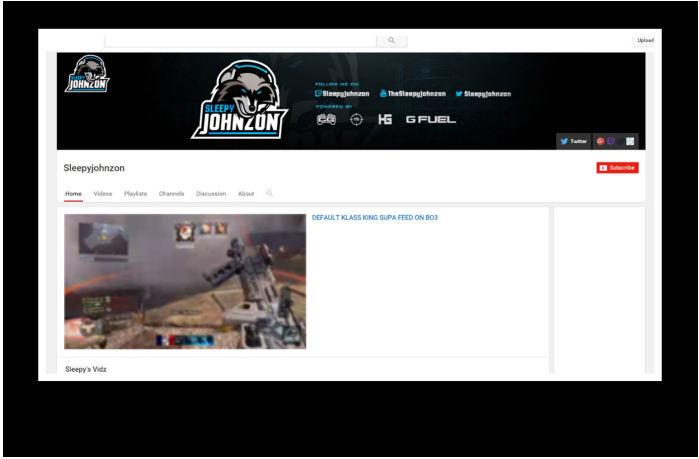 Upload
SLEEPY
JOHNZON
SLEEPY
JOHNZON
FOLLOW ME ON
Sleepyjohnzon TheSleepyjohnzon Sleepyjohnzon
POWERED BY
HG G FUEL
Twitter
Sleepyjohnzon
Subscribe
Home Videos Playlists Channels Discussion About
DEFAULT KLASS KING SUPA FEED ON BO3
Sleepy's Vidz